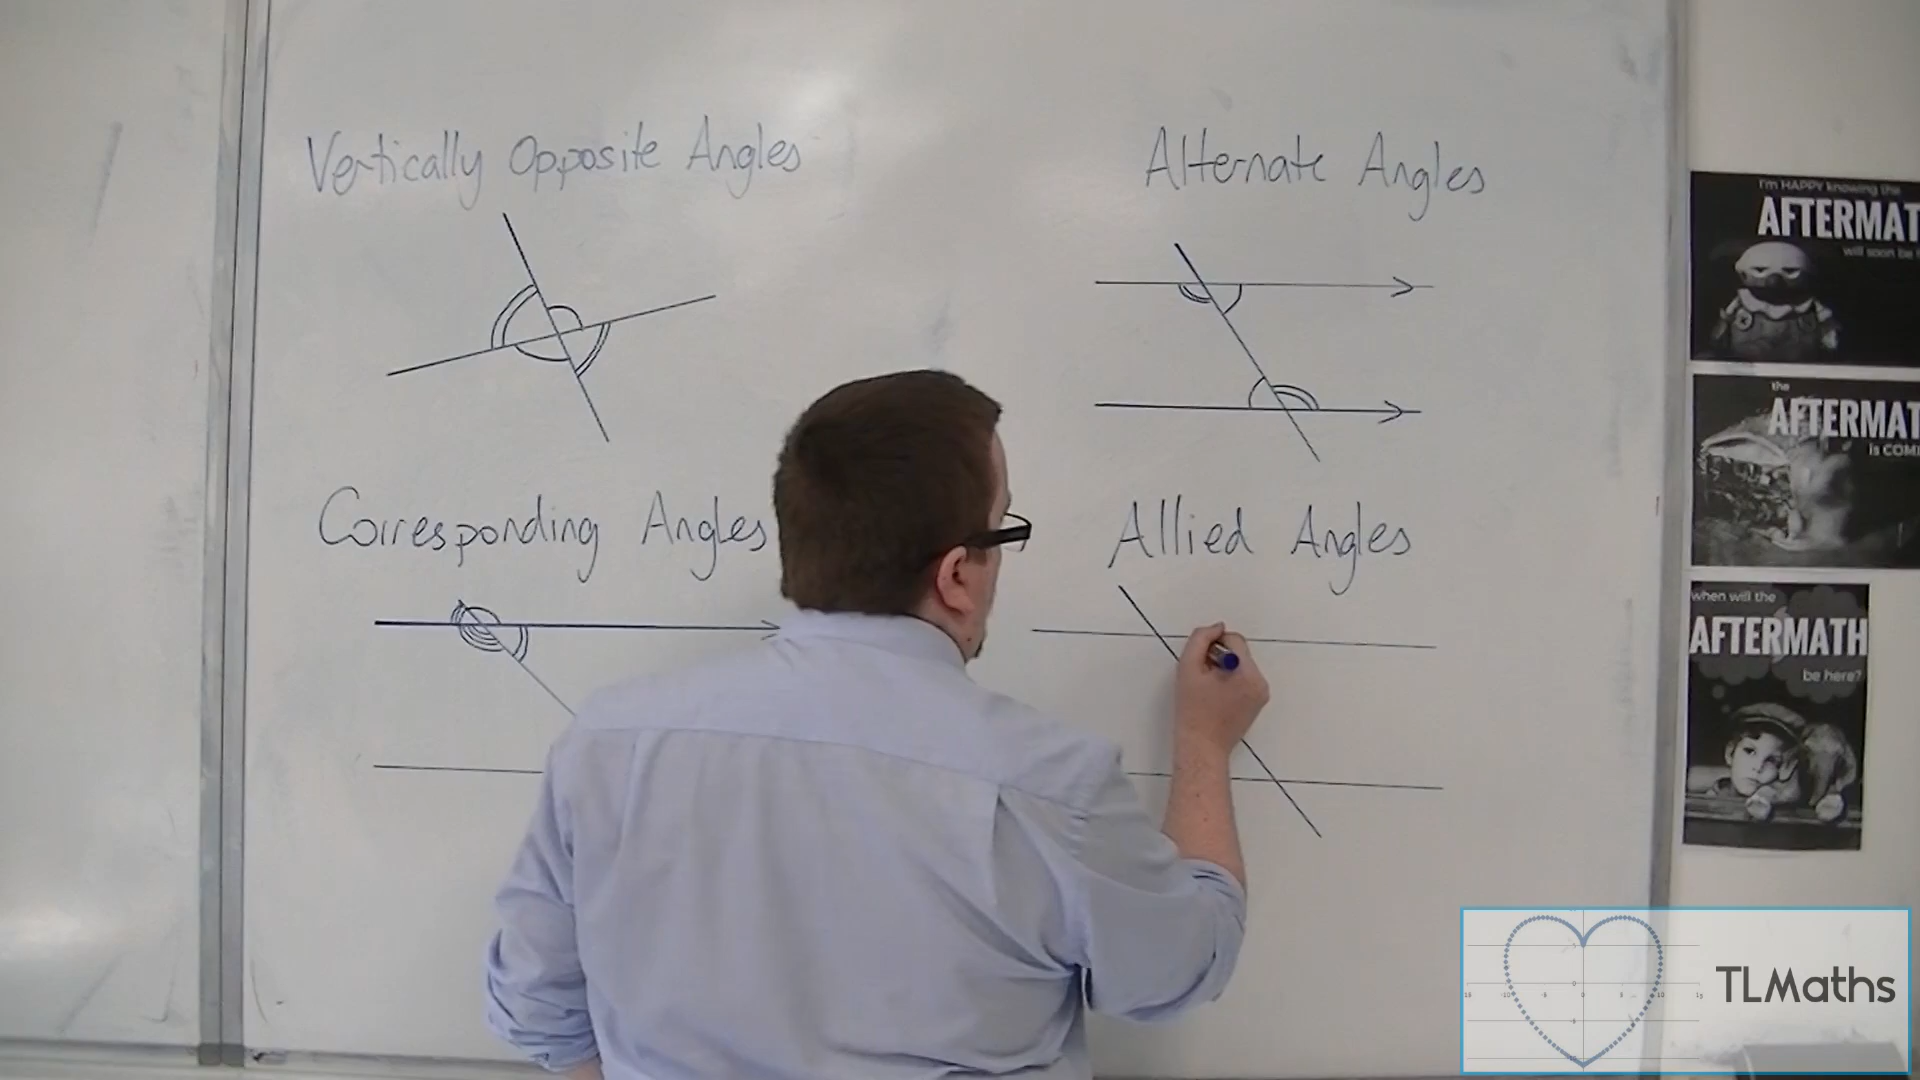 Vertically Opposite Angles
Alternate Angles
Corresponding Angles
Allied Angles
I'm HAPPY knowing the
AFTERMAT
will soon be
the
AFTERMAT
is COMI
when will the
AFTERMATH
be here?
TLMaths